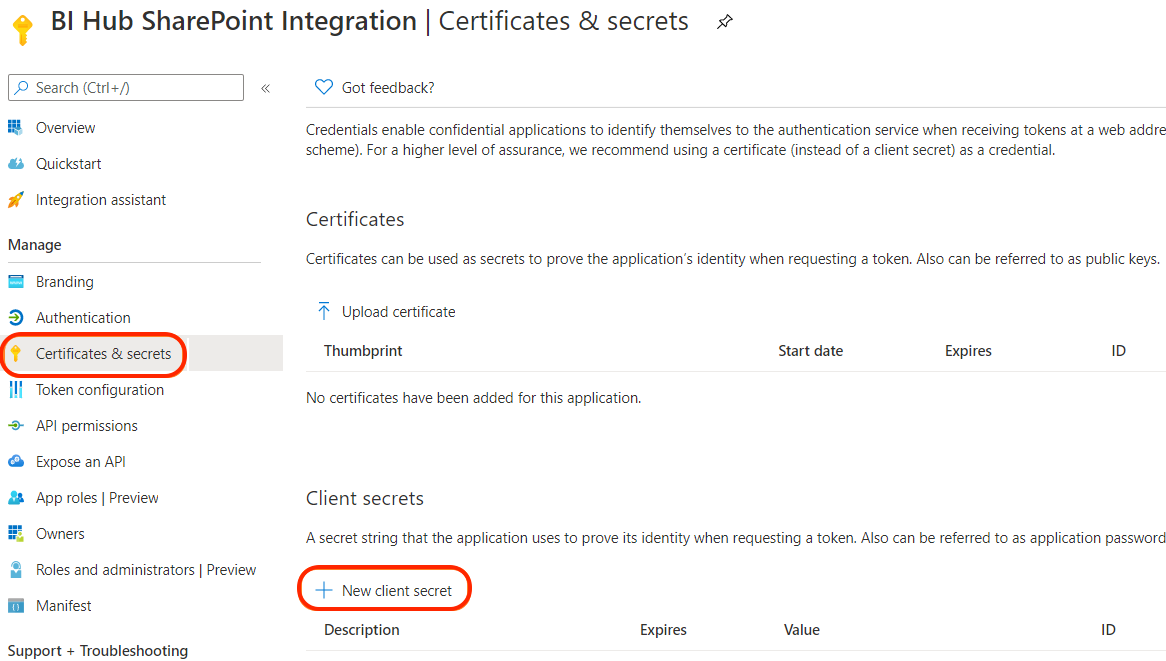 BI Hub SharePoint Integration | Certificates & secrets
Search (Ctrl+/)
«
Overview
Quickstart
Integration assistant
Manage
Branding
Authentication
Certificates & secrets
Token configuration
API permissions
Expose an API
App roles | Preview
Owners
Roles and administrators | Preview
Manifest
Support + Troubleshooting
Got feedback?
Credentials enable confidential applications to identify themselves to the authentication service when receiving tokens at a web addre
scheme). For a higher level of assurance, we recommend using a certificate (instead of a client secret) as a credential.
Certificates
Certificates can be used as secrets to prove the application's identity when requesting a token. Also can be referred to as public keys.
Upload certificate
Thumbprint Start date Expires ID
No certificates have been added for this application.
Client secrets
A secret string that the application uses to prove its identity when requesting a token. Also can be referred to as application password
New client secret
Description Expires Value ID